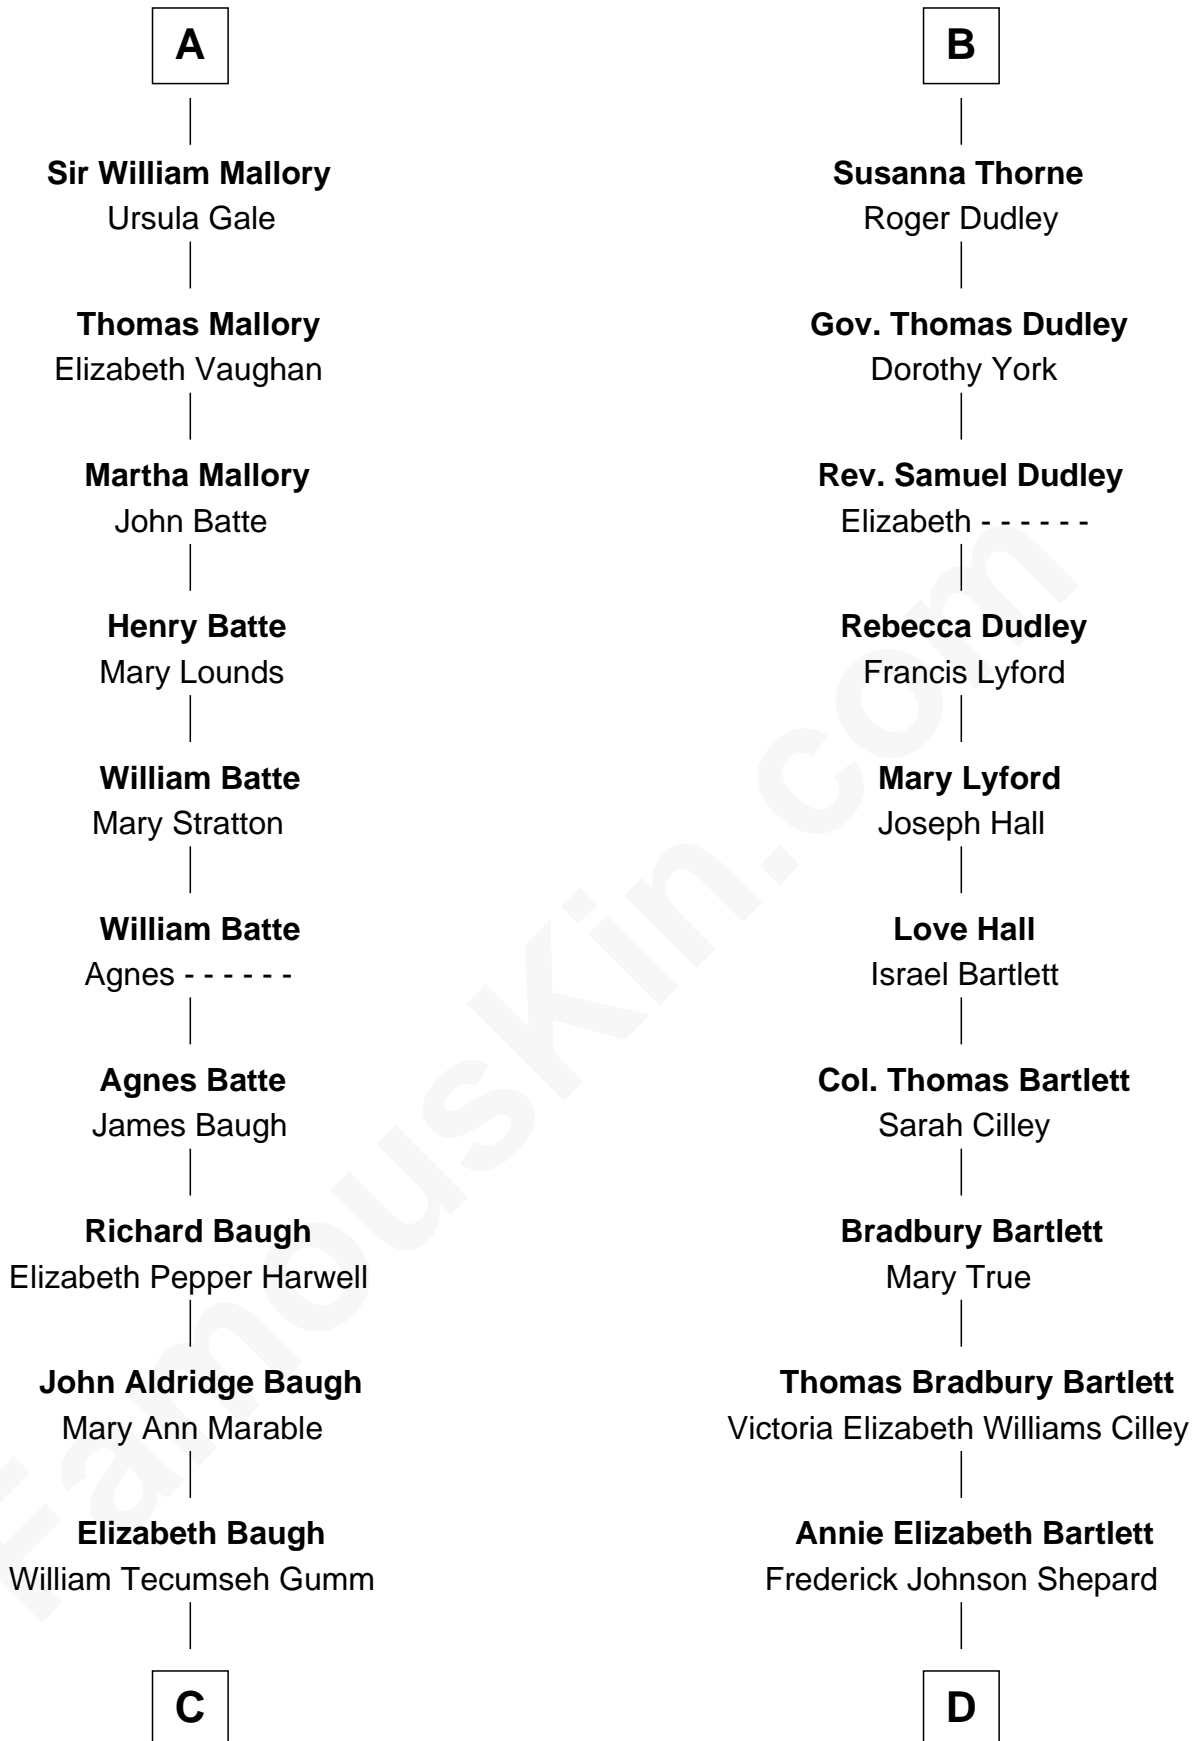 A
Sir William Mallory
Ursula Gale
Thomas Mallory
Elizabeth Vaughan
Martha Mallory
John Batte
Henry Batte
Mary Lounds
William Batte
Mary Stratton
William Batte
Agnes - - - - - -
Agnes Batte
James Baugh
Richard Baugh
Elizabeth Pepper Harwell
John Aldridge Baugh
Mary Ann Marable
Elizabeth Baugh
William Tecumseh Gumm
C
B
Susanna Thorne
Roger Dudley
Gov. Thomas Dudley
Dorothy York
Rev. Samuel Dudley
Elizabeth - - - - - -
Rebecca Dudley
Francis Lyford
Mary Lyford
Joseph Hall
Love Hall
Israel Bartlett
Col. Thomas Bartlett
Sarah Cilley
Bradbury Bartlett
Mary True
Thomas Bradbury Bartlett
Victoria Elizabeth Williams Cilley
Annie Elizabeth Bartlett
Frederick Johnson Shepard
D
FamousKin.com